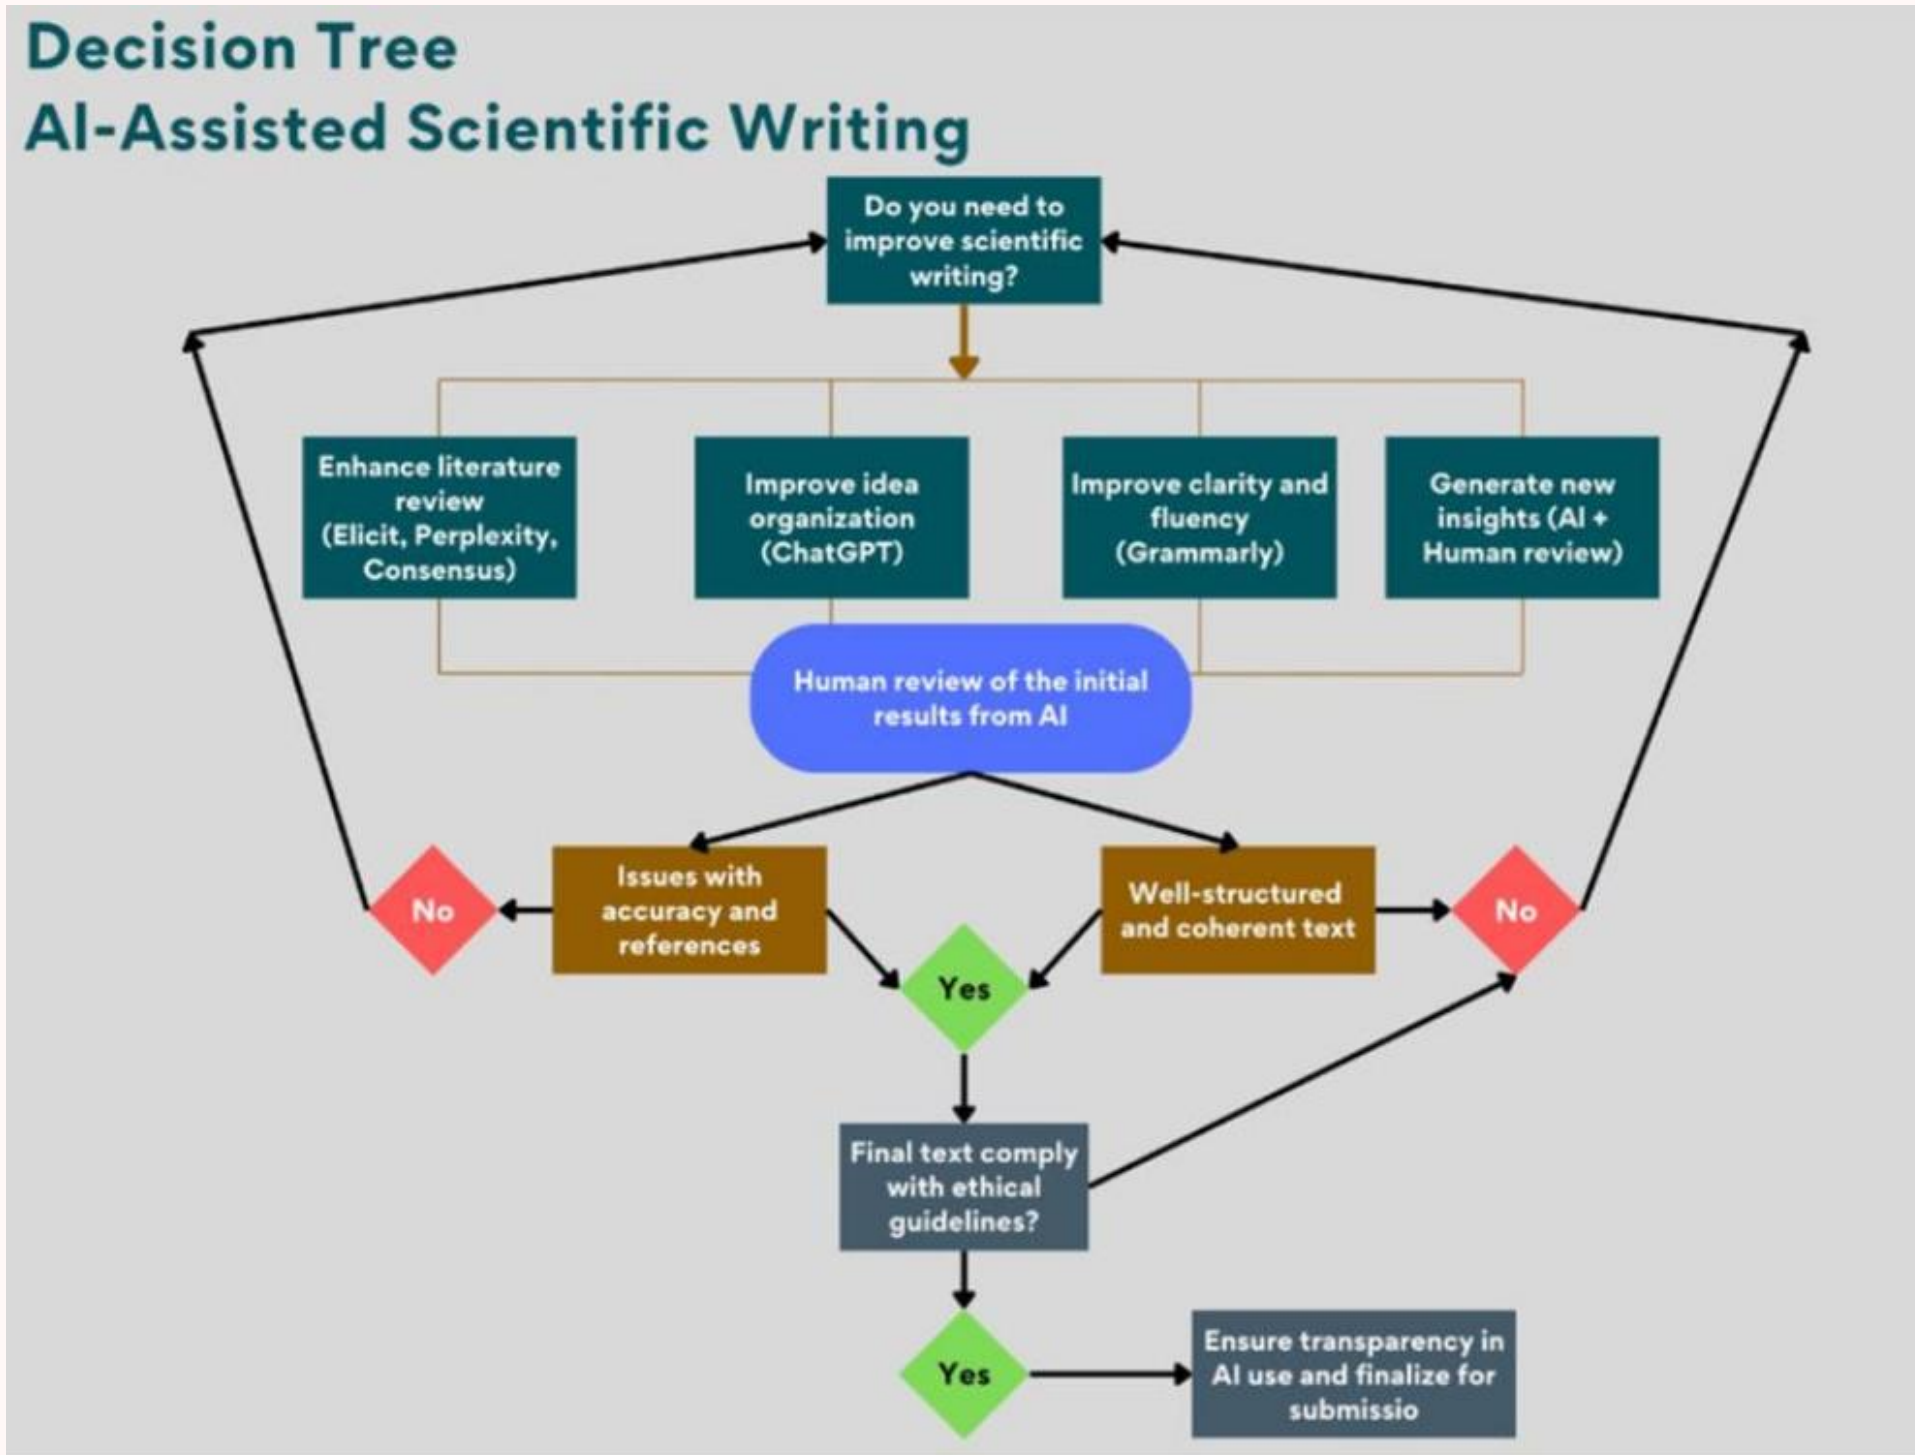 Decision Tree
AI-Assisted Scientific Writing
Do you need to
improve scientific
writing?
Enhance literature
review
(Elicit, Perplexity,
Consensus)
Improve idea
organization
(ChatGPT)
Improve clarity and
fluency
(Grammarly)
Generate new
insights (AI +
Human review)
Human review of the initial
results from AI
No
Issues with
accuracy and
references
Well-structured
and coherent text
No
Yes
Final text comply
with ethical
guidelines?
Yes
Ensure transparency in
AI use and finalize for
submissio